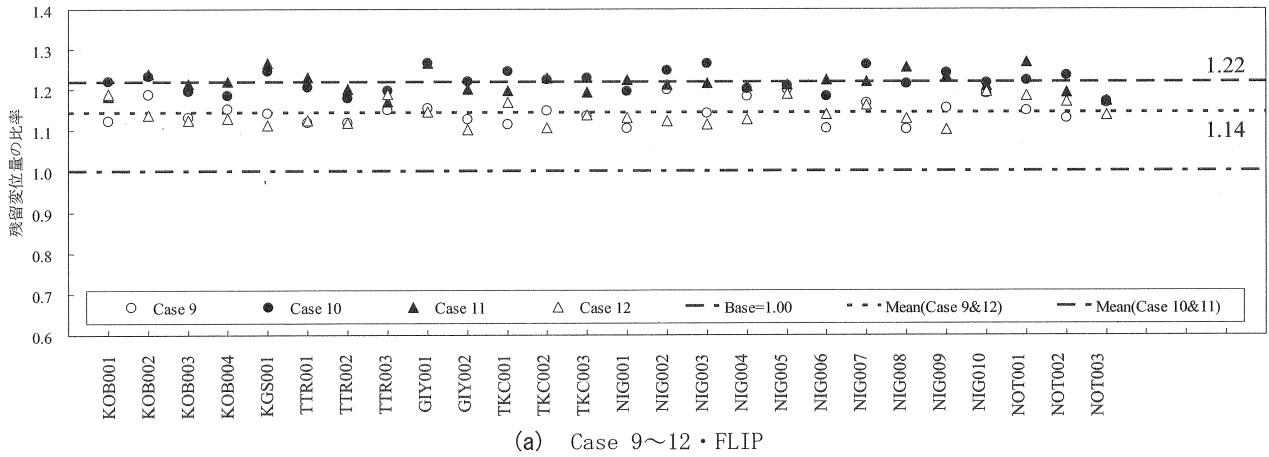 残留変位量の比率
1.4
1.3
1.2
1.1
1.0
0.9
0.8
0.7
0.6
1.22
1.14
Case 9 Case 10 Case 11 Case 12 Base=1.00 Mean(Case 9&12) Mean(Case 10&11)
KOB001
KOB002
KOB003
KOB004
KGS001
TTR001
TTR002
TTR003
GIY001
GIY002
TKC001
TKC002
TKC003
NIG001
NIG002
NIG003
NIG004
NIG005
NIG006
NIG007
NIG008
NIG009
NIG010
NOT001
NOT002
NOT003
(a) Case 9～12・FLIP